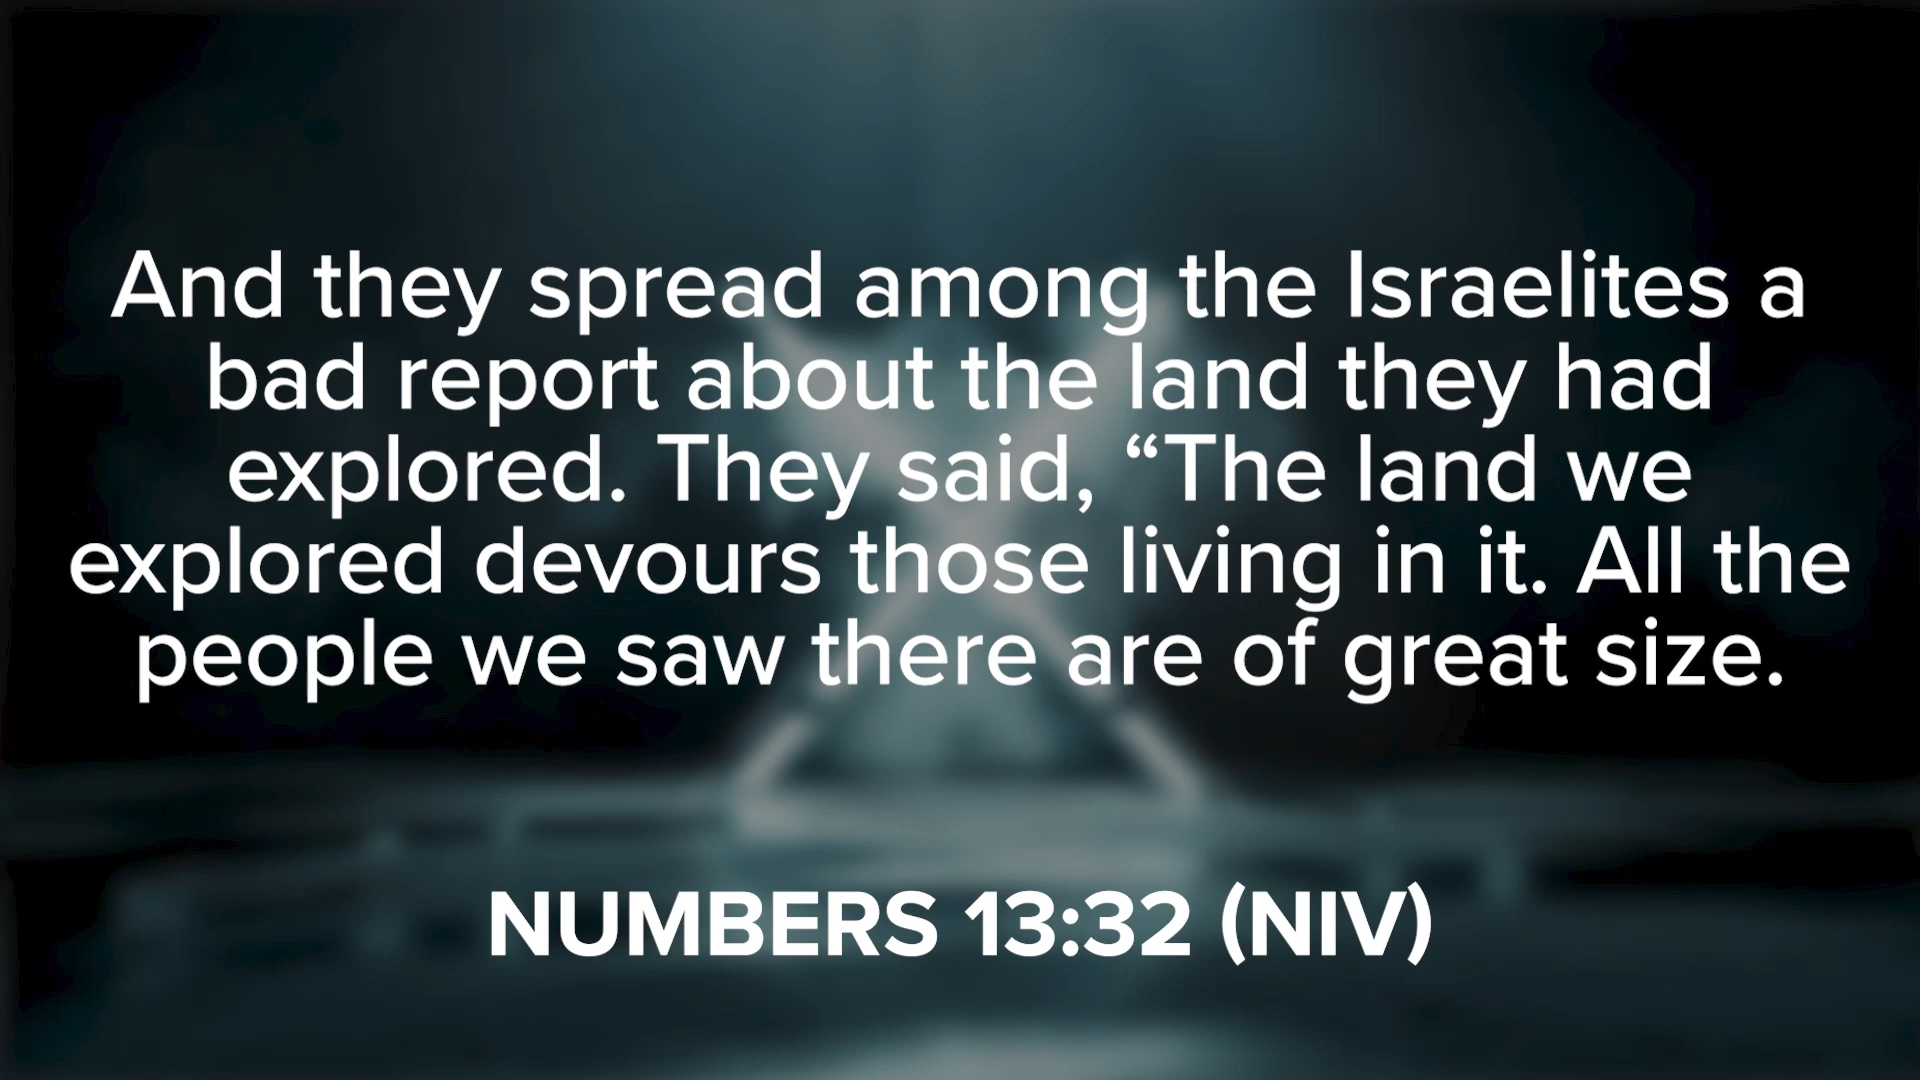 And they spread among the Israelites a
bad report about the land they had
explored. They said, “The land we
explored devours those living in it. All the
people we saw there are of great size.
NUMBERS 13:32 (NIV)